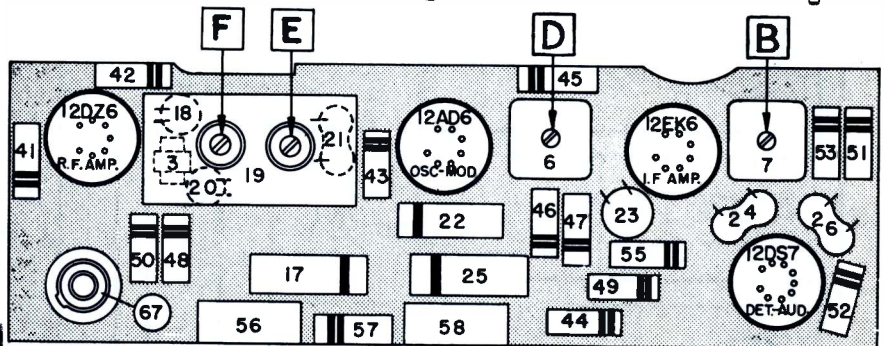 F E D B
42 45
12DZ6 18 12AD6 12EK6
41 3 19 21 43 6 7 53 51
R.F. AMP. 20 OSC-MOD. I.F AMP.
22 46 47 23 24 26
50 48 55 12DS7
17 25 49 52
67 DET.-AUD.
56 57 58 44